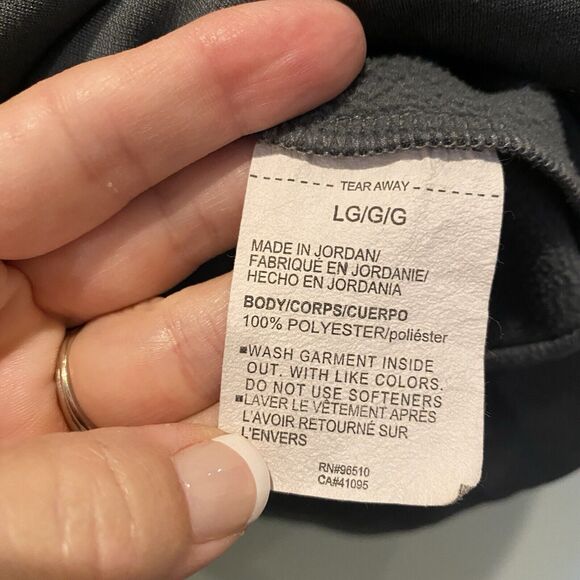 TEAR AWAY
LG/G/G
MADE IN JORDAN/
FABRIQUÉ EN JORDANIE/
HECHO EN JORDANIA
BODY/CORPS/CUERPO
100% POLYESTER/poliéster
▪WASH GARMENT INSIDE
OUT. WITH LIKE COLORS.
DO NOT USE SOFTENERS
▪LAVER LE VÊTEMENT APRÈS
L'AVOIR RETOURNÉ SUR
L'ENVERS
RN#96510
CA#41095